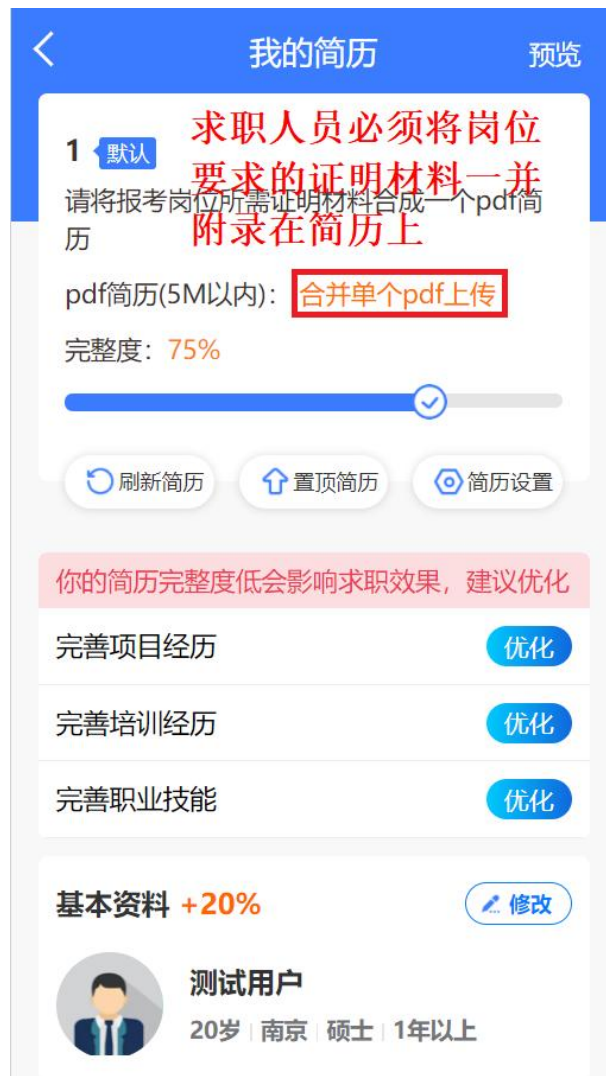 我的简历
预览
求职人员必须将岗位
1 默认
要求的证明材料一并
请将报考岗位所需证明材料合成一个pdf简
历
附录在简历上
pdf简历(5M以内)： 合并单个pdf上传
完整度：75%
刷新简历
置顶简历
简历设置
你的简历完整度低会影响求职效果，建议优化
完善项目经历
优化
完善培训经历
优化
完善职业技能
优化
基本资料 +20%
修改
测试用户
20岁 | 南京 | 硕士 | 1年以上